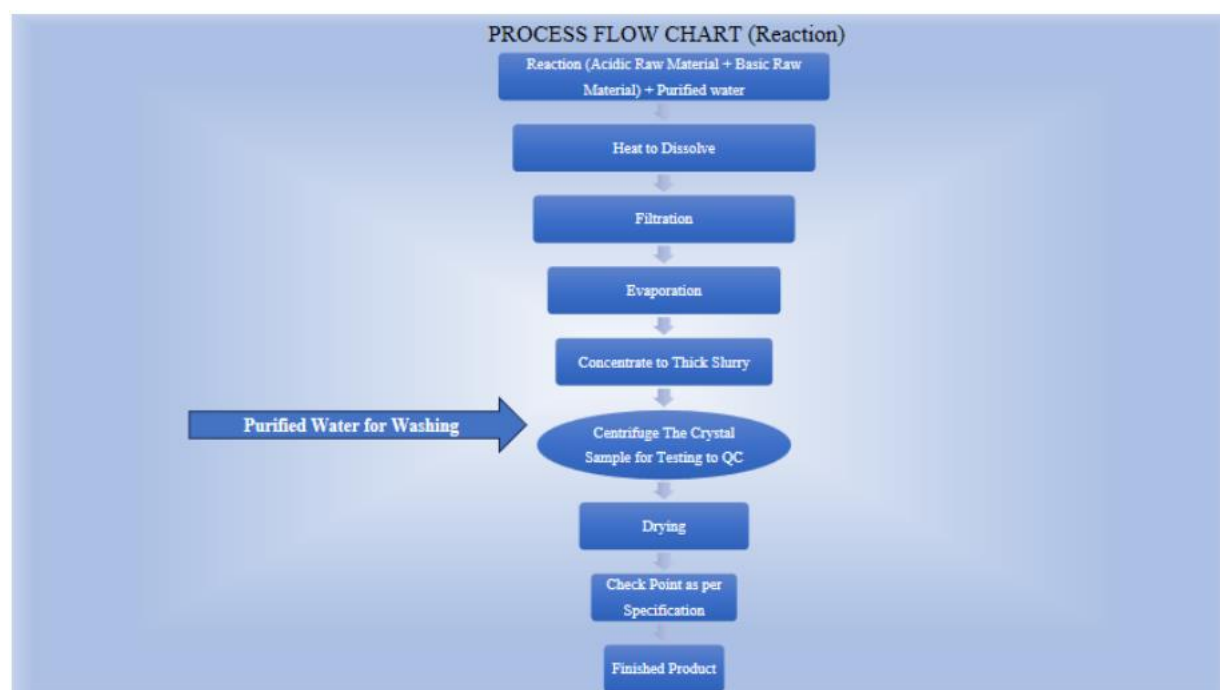 PROCESS FLOW CHART (Reaction)
Reaction (Acidic Raw Material + Basic Raw
Material) + Purified water
Heat to Dissolve
Filtration
Evaporation
Concentrate to Thick Slurry
Purified Water for Washing
Centrifuge The Crystal
Sample for Testing to QC
Drying
Check Point as per
Specification
Finished Product